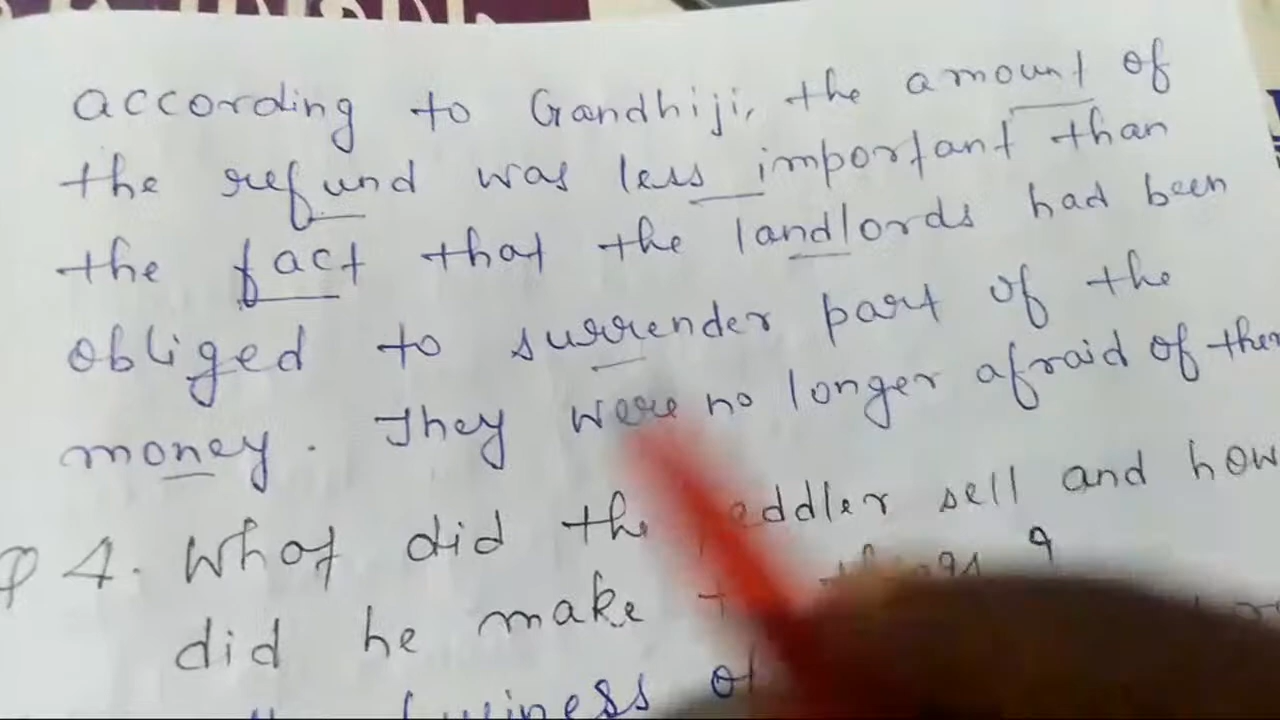 according to Gandhiji, the amount of
the refund was less important than
the fact that the landlords had been
obliged to surrender part of the
money. They were no longer afraid of
4. What did the sell and how
did he make
of